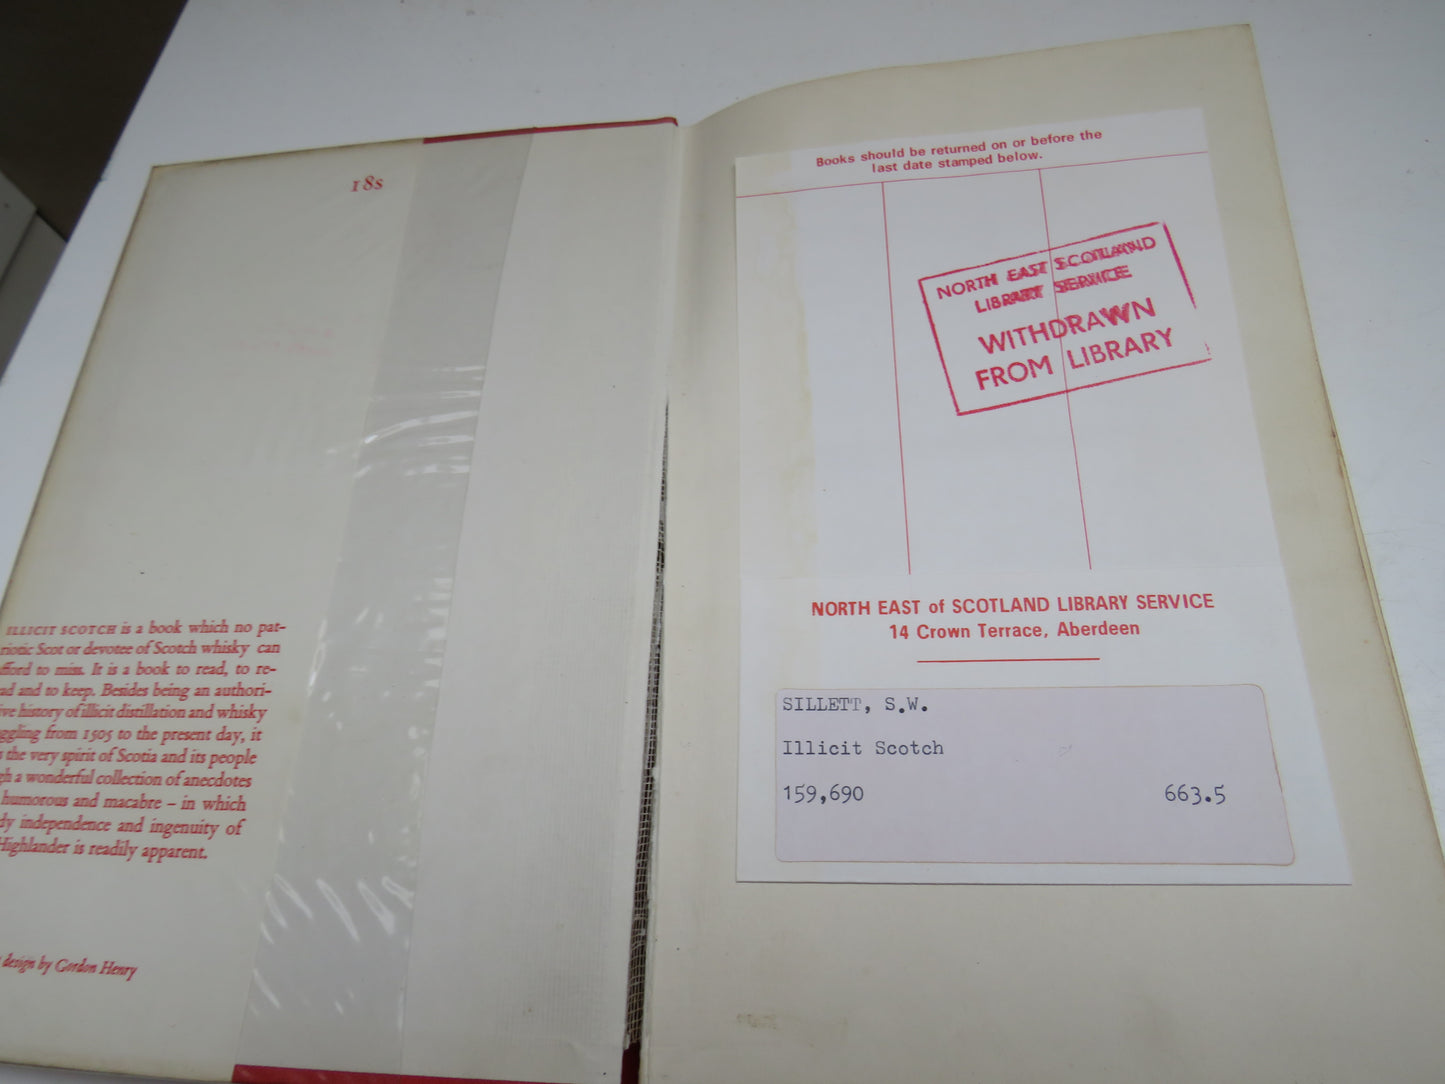 18s
ILLICIT SCOTCH is a book which no pat-
riotic Scot or devotee of Scotch whisky can
fford to miss. It is a book to read, to re-
ad and to keep. Besides being an authori-
ive history of illicit distillation and whisky
ggling from 1505 to the present day, it
s the very spirit of Scotia and its people
gh a wonderful collection of anecdotes
humorous and macabre – in which
dy independence and ingenuity of
Highlander is readily apparent.
design by Gordon Henry
Books should be returned on or before the
last date stamped below.
NORTH EAST SCOTLAND
LIBRARY SERVICE
WITHDRAWN
FROM LIBRARY
NORTH EAST of SCOTLAND LIBRARY SERVICE
14 Crown Terrace, Aberdeen
SILLETT, S.W.
Illicit Scotch
159,690 663.5